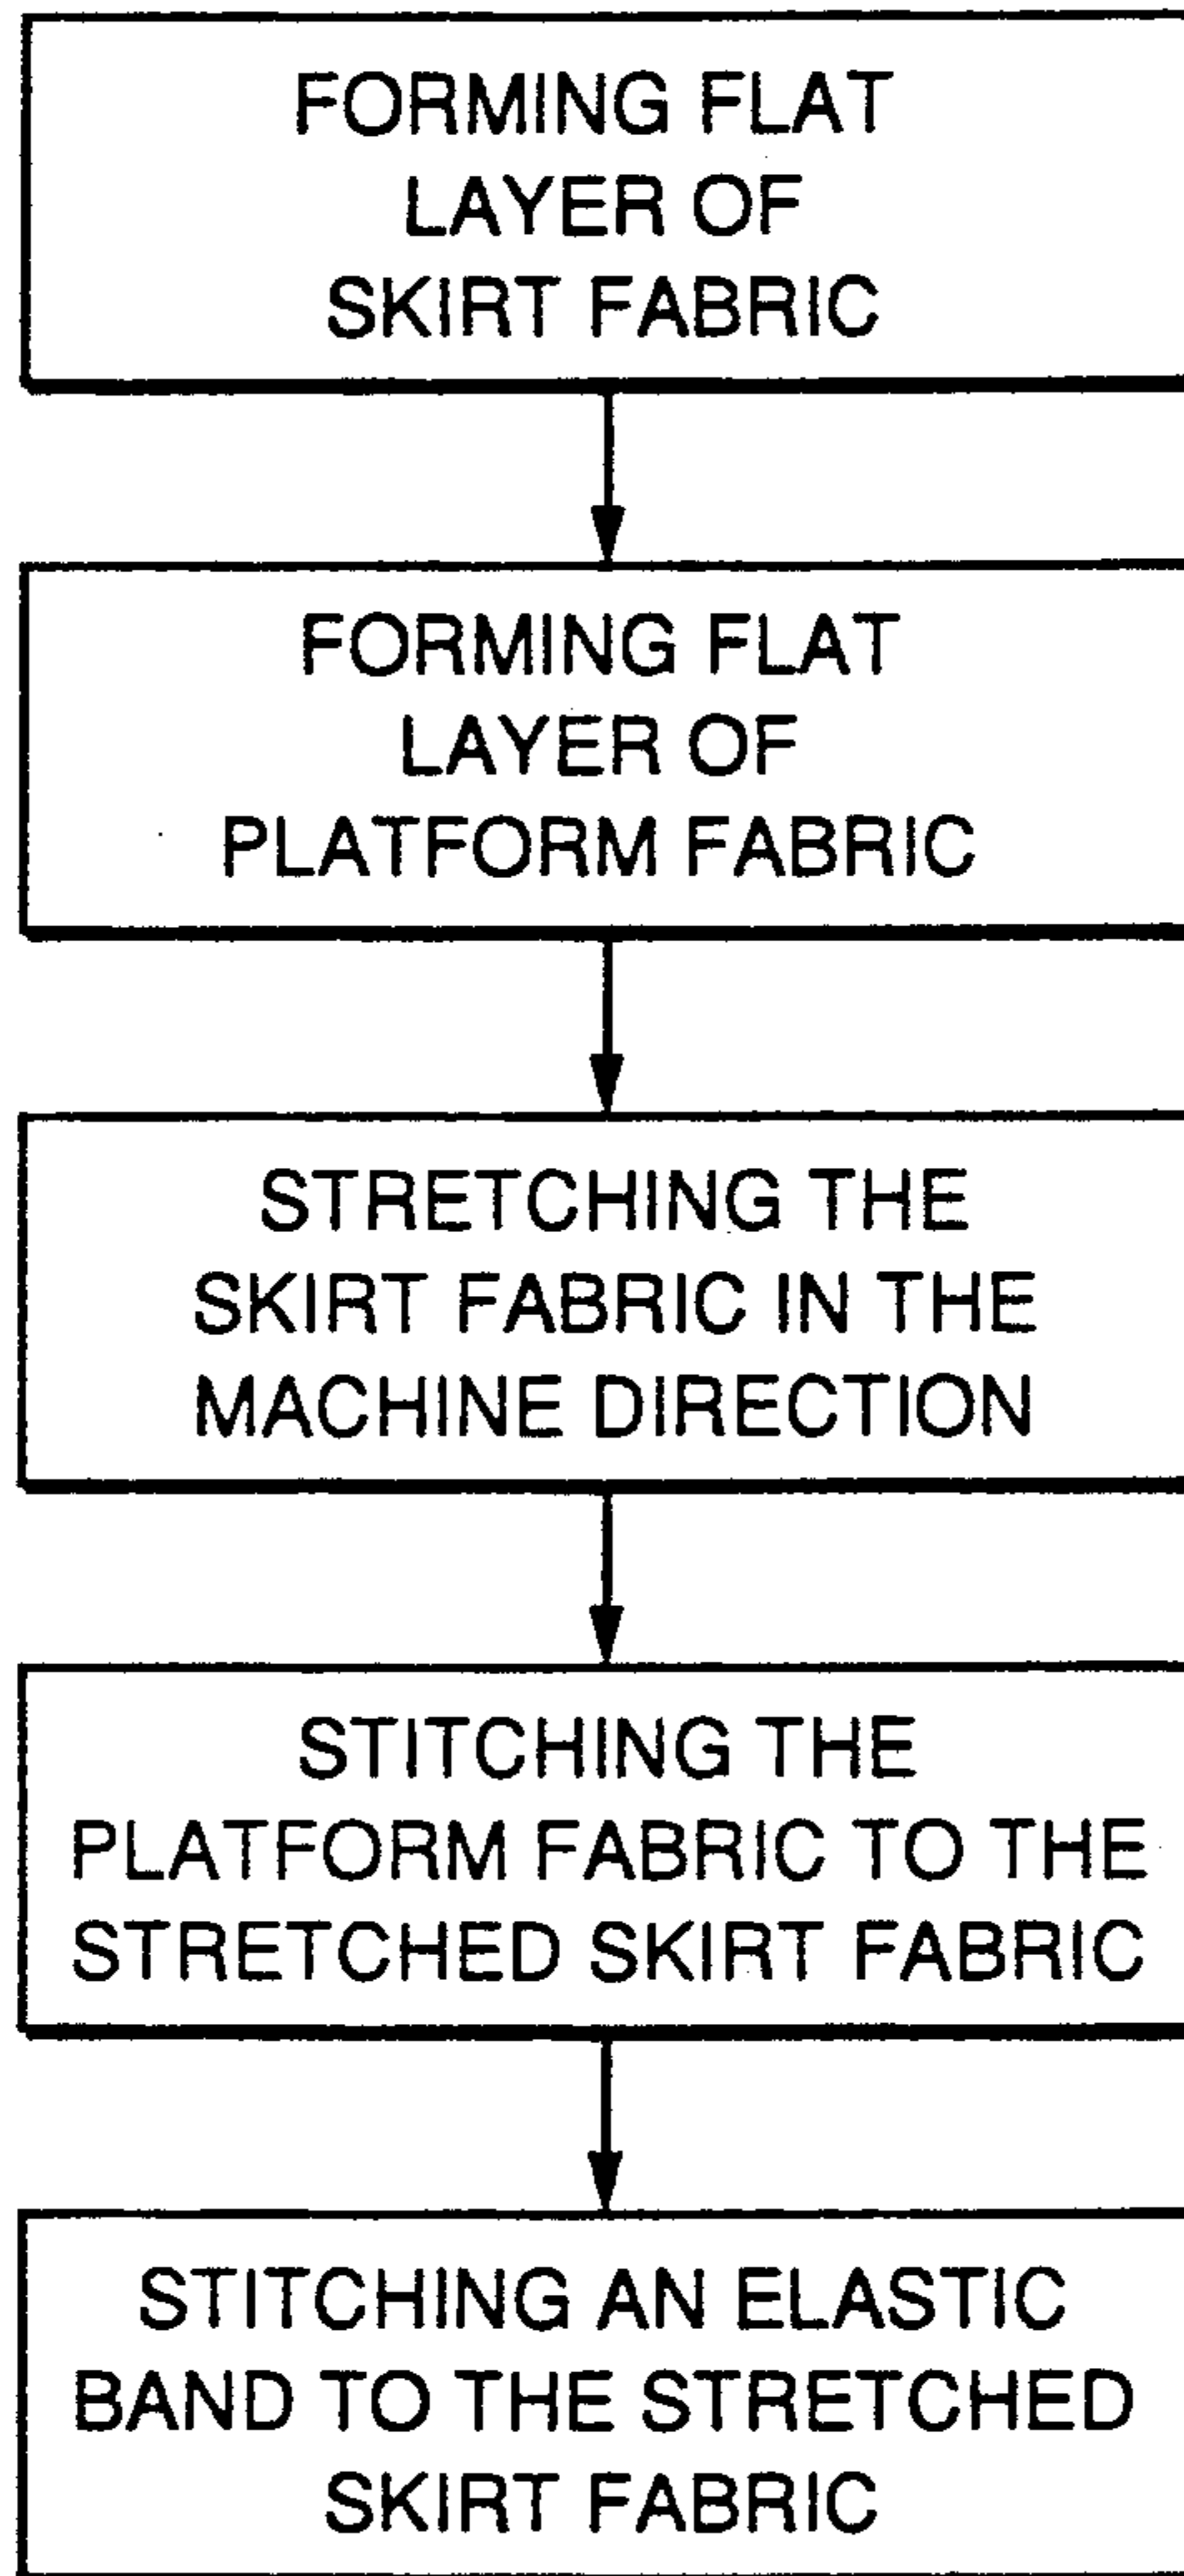 FORMING FLAT
LAYER OF
SKIRT FABRIC
FORMING FLAT
LAYER OF
PLATFORM FABRIC
STRETCHING THE
SKIRT FABRIC IN THE
MACHINE DIRECTION
STITCHING THE
PLATFORM FABRIC TO THE
STRETCHED SKIRT FABRIC
STITCHING AN ELASTIC
BAND TO THE STRETCHED
SKIRT FABRIC